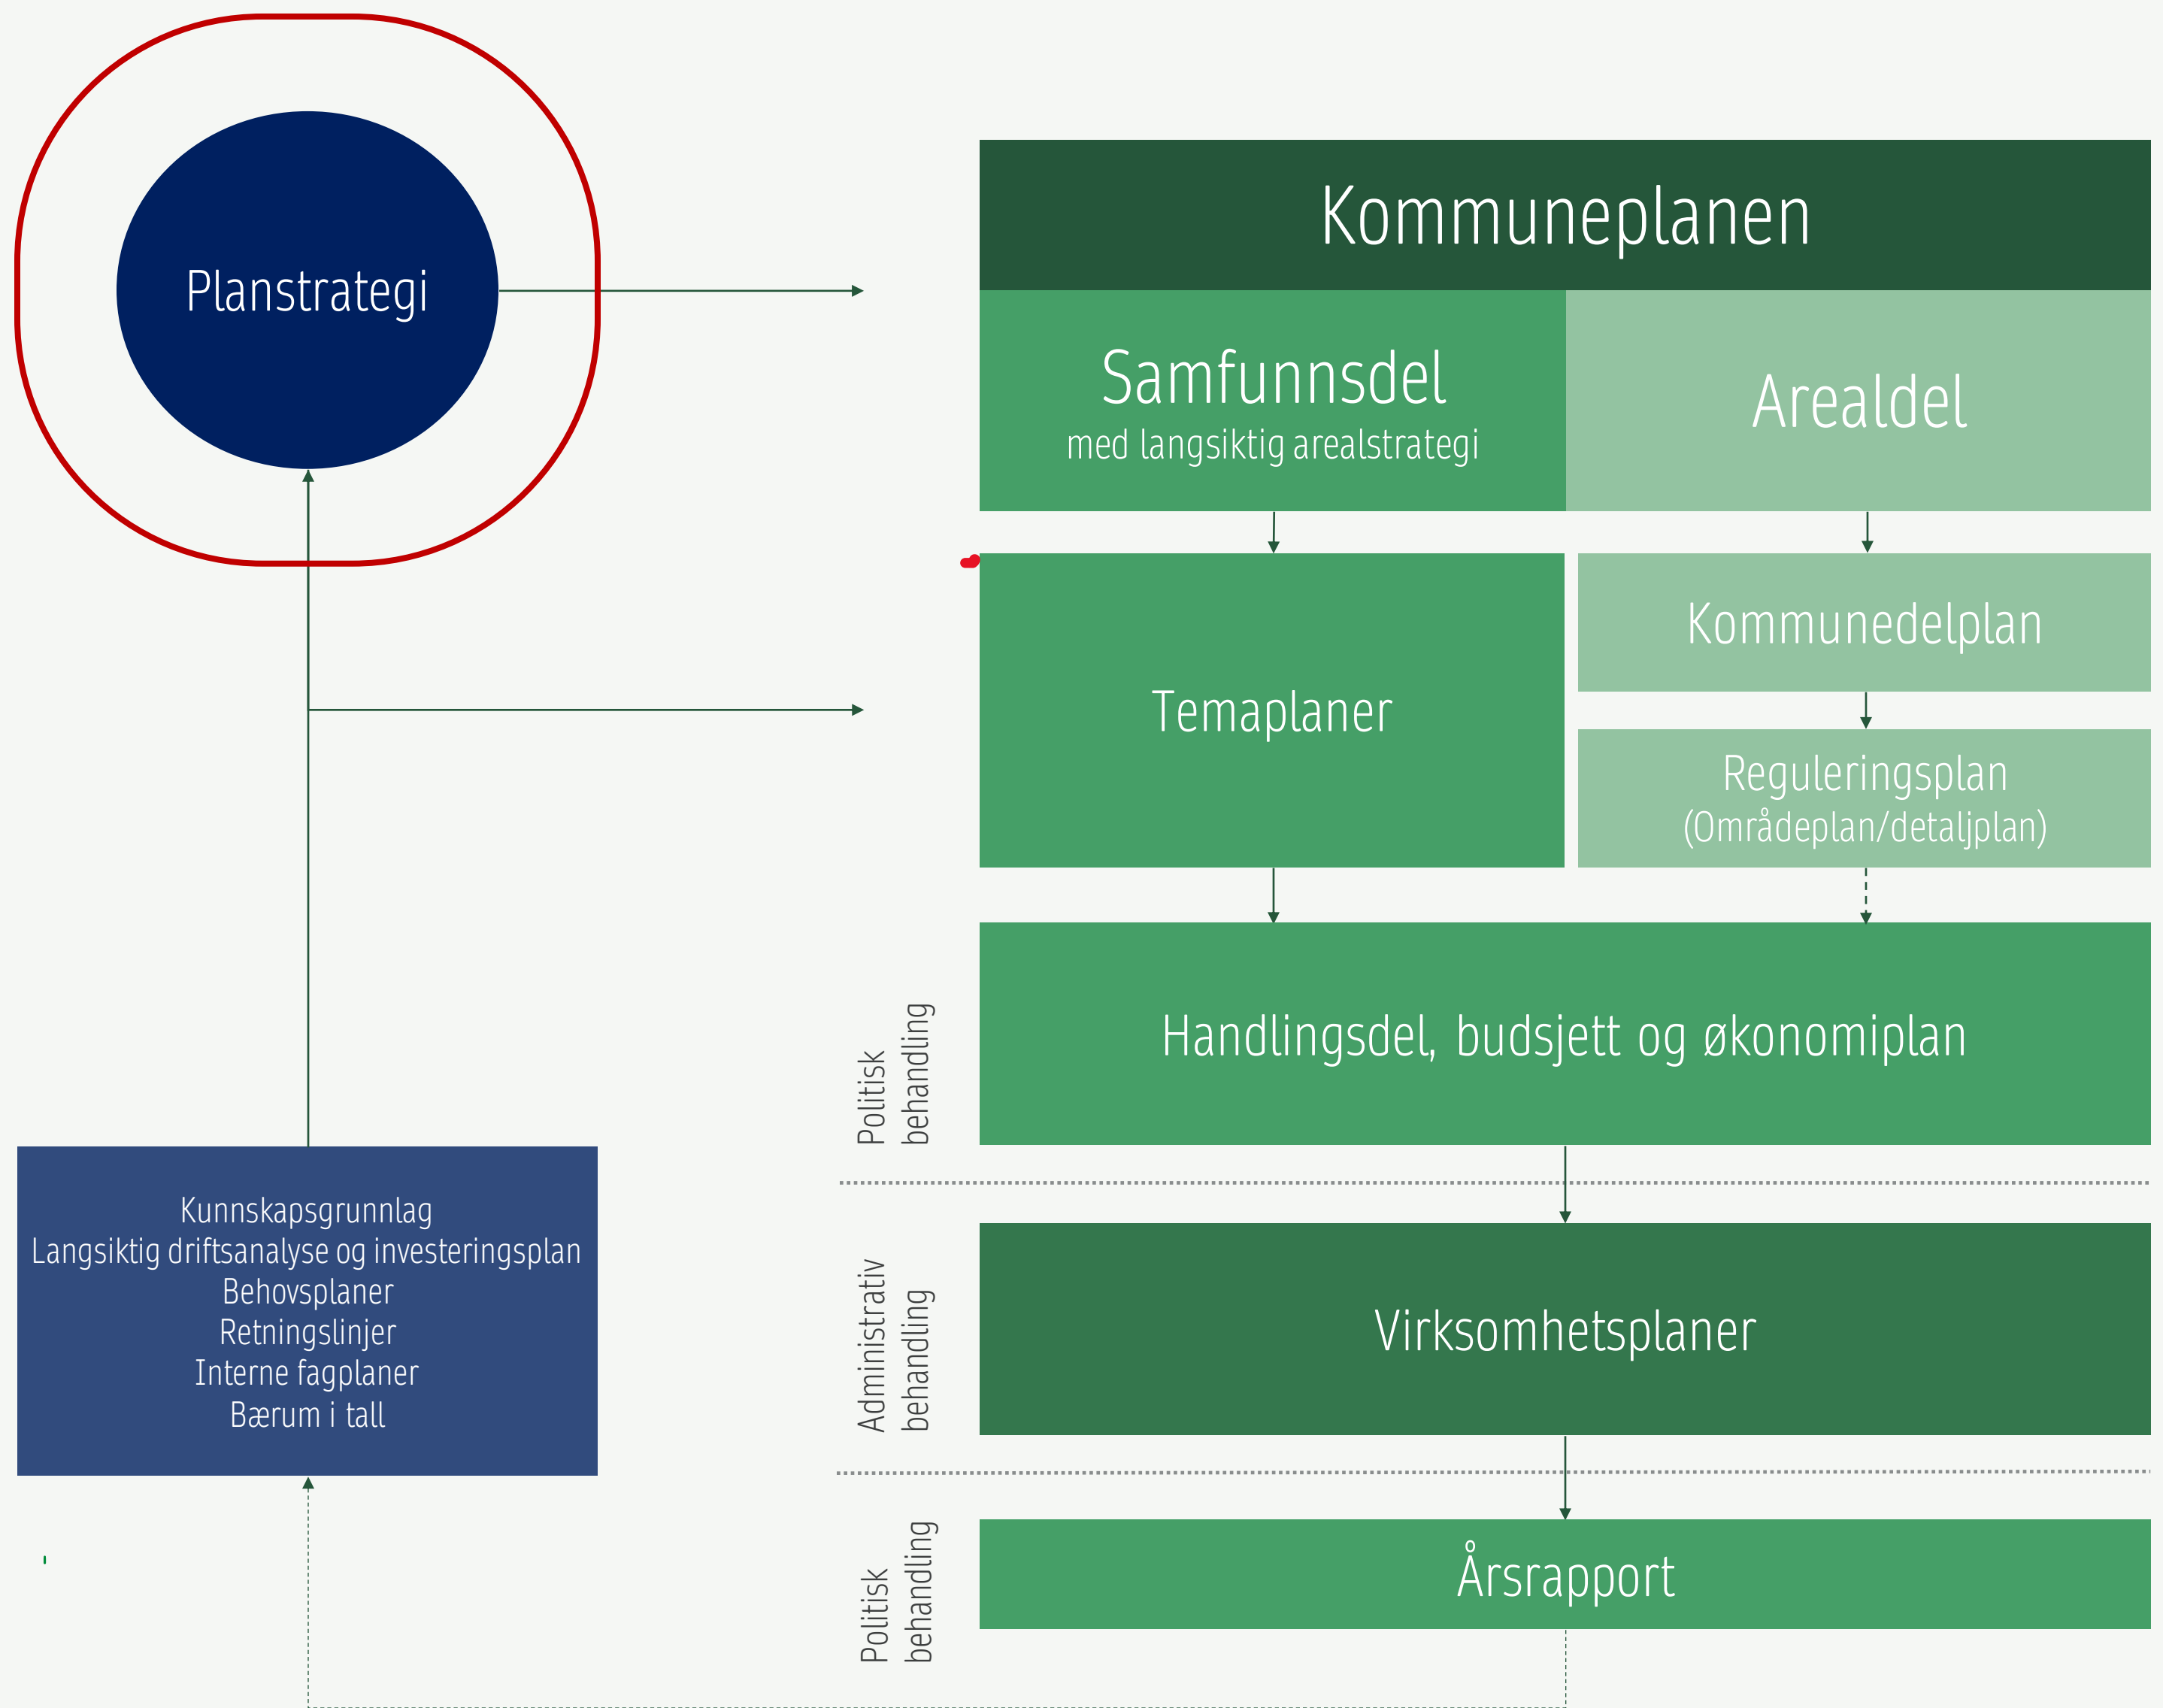 Planstrategi
Kommuneplanen
Samfunnsdel
med langsiktig arealstrategi
Arealdel
Temaplaner
Kommunedelplan
Reguleringsplan
(Områdeplan/detaljplan)
Politisk
behandling
Handlingsdel, budsjett og økonomiplan
Kunnskapsgrunnlag
Langsiktig driftsanalyse og investeringsplan
Behovsplaner
Retningslinjer
Interne fagplaner
Bærum i tall
Administrativ
behandling
Virksomhetsplaner
Politisk
behandling
Årsrapport